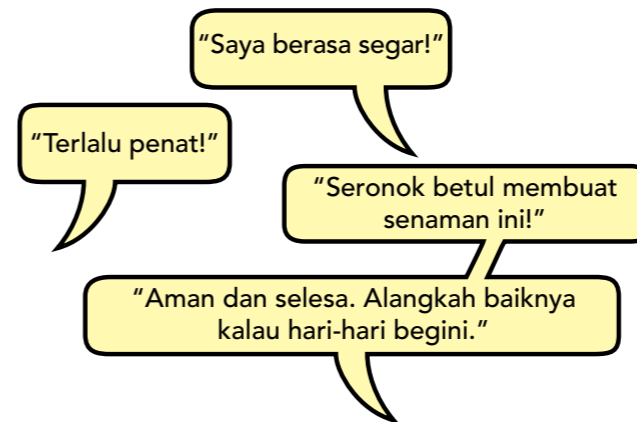 “Saya berasa segar!”
“Terlalu penat!”
“Seronok betul membuat
senaman ini!”
“Aman dan selesa. Alangkah baiknya
kalau hari-hari begini.”